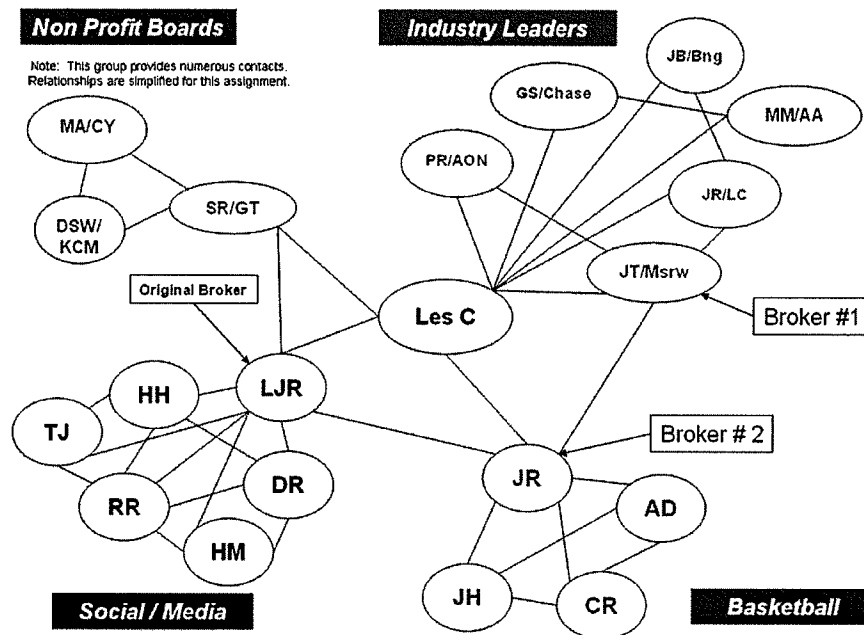 Non Profit Boards
Industry Leaders
Note: This group provides numerous contacts.
Relationships are simplified for this assignment.
JB/Bng
GS/Chase
MM/AA
MA/CY
PR/AON
JR/LC
SR/GT
DSW/
KCM
JT/Msrw
Original Broker
Les C
Broker #1
HH
LJR
TJ
Broker # 2
DR
JR
RR
AD
HM
JH
CR
Social / Media
Basketball